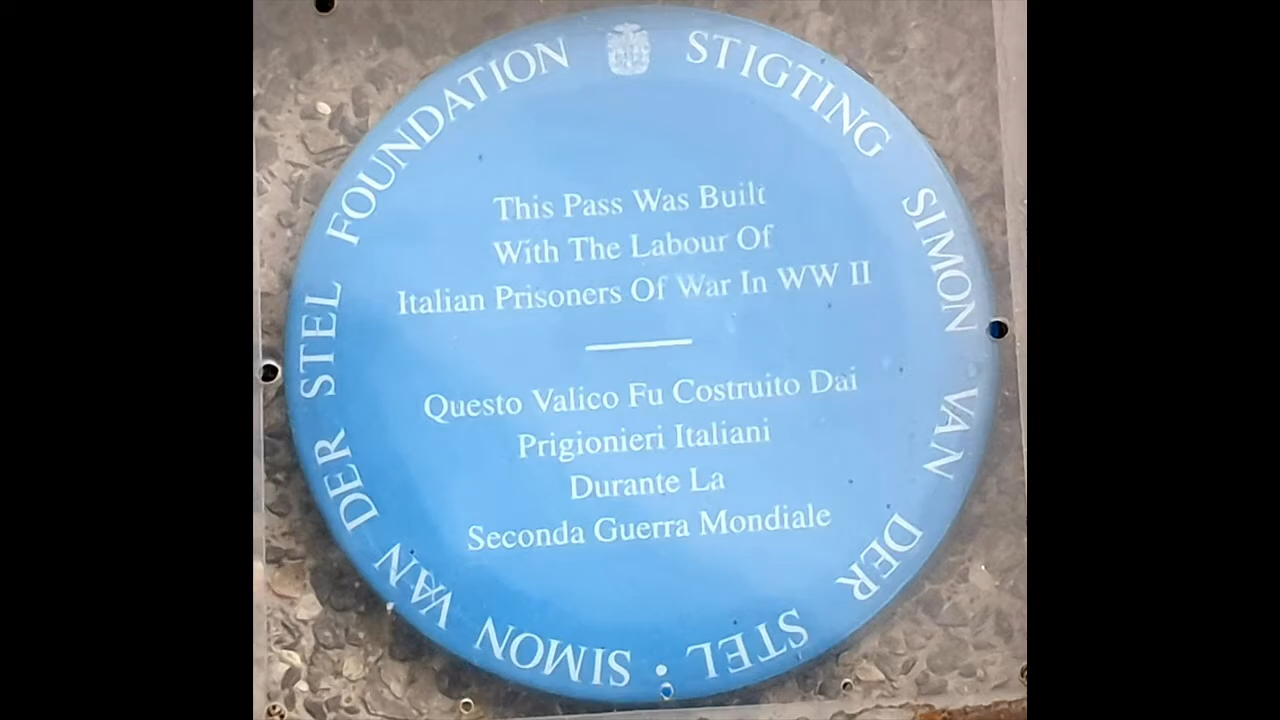 SIMON VAN DER STEL FOUNDATION
STIGTING SIMON VAN DER STEL •
This Pass Was Built
With The Labour Of
Italian Prisoners Of War In WW II
Questo Valico Fu Costruito Dai
Prigionieri Italiani
Durante La
Seconda Guerra Mondiale